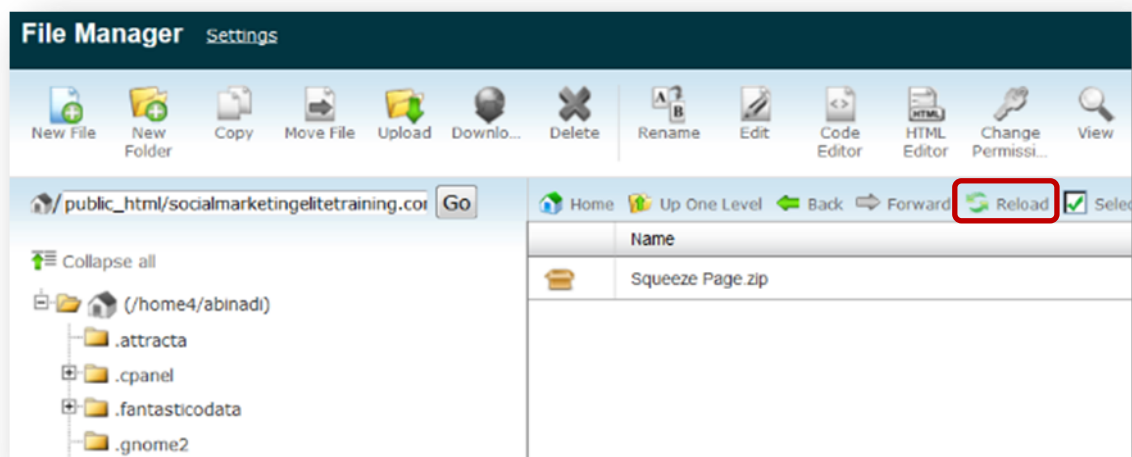 File Manager Settings
New File New Folder Copy Move File Upload Downlo... Delete Rename Edit Code Editor HTML Editor Change Permissi... View
/ public_html/socialmarketingelitetraining.cor Go
Home Up One Level Back Forward Reload Selec
Name
Collapse all
Squeeze Page.zip
(/home4/abinadi)
.attracta
.cpanel
.fantasticodata
.gnome2